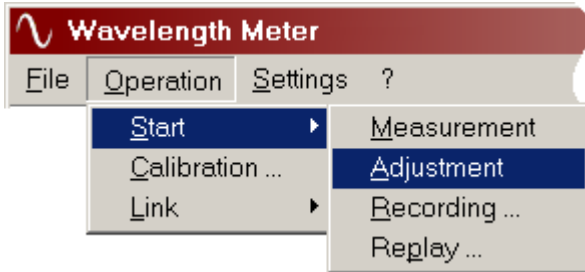 Wavelength Meter
File Operation Settings ?
Start Measurement
Calibration ... Adjustment
Link Recording ...
Replay ...